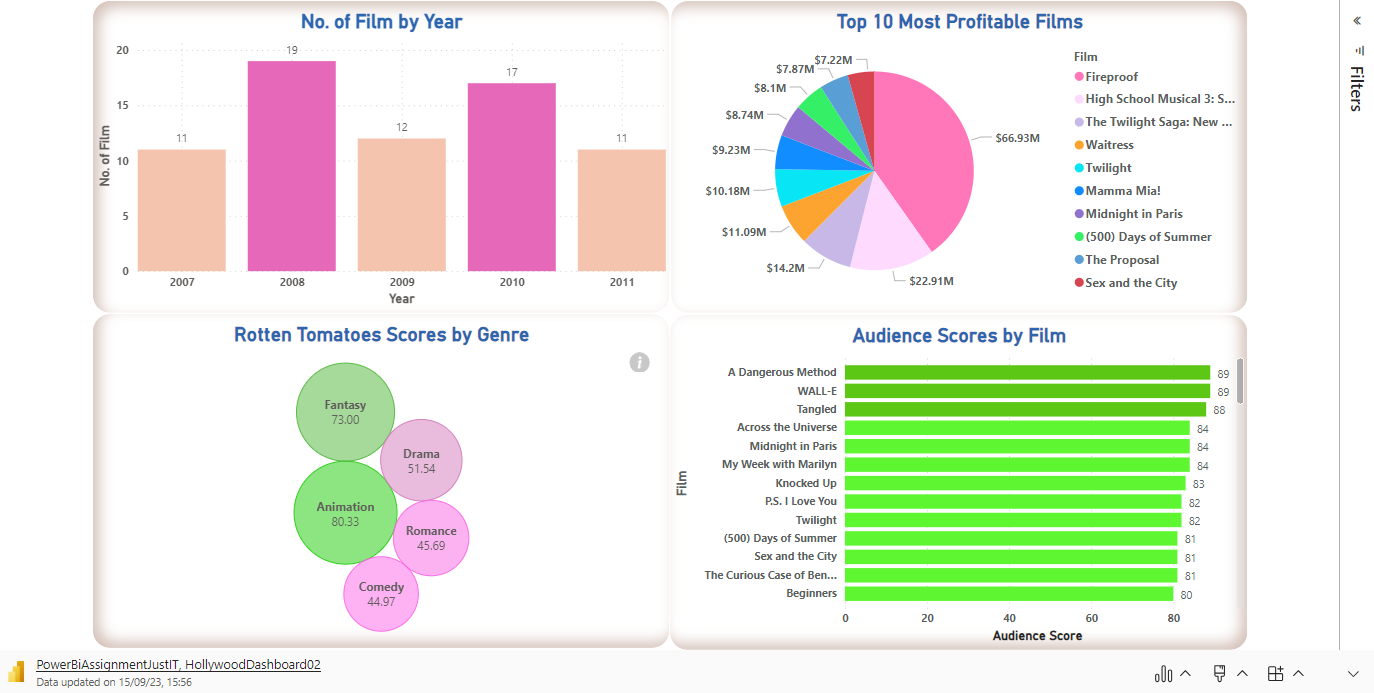 No. of Film by Year
20
15
10
5
0
No. of Film
11
19
12
17
11
2007
2008
2009
2010
2011
Year
Top 10 Most Profitable Films
$66.93M
$22.91M
$14.2M
$11.09M
$10.18M
$9.23M
$8.74M
$8.1M
$7.87M
$7.22M
Film
Fireproof
High School Musical 3: S...
The Twilight Saga: New ...
Waitress
Twilight
Mamma Mia!
Midnight in Paris
(500) Days of Summer
The Proposal
Sex and the City
Filters
Rotten Tomatoes Scores by Genre
Fantasy
73.00
Drama
51.54
Animation
80.33
Romance
45.69
Comedy
44.97
Audience Scores by Film
Film
A Dangerous Method 89
WALL-E 89
Tangled 88
Across the Universe 84
Midnight in Paris 84
My Week with Marilyn 84
Knocked Up 83
P.S. I Love You 82
Twilight 82
(500) Days of Summer 81
Sex and the City 81
The Curious Case of Ben... 81
Beginners 80
0
20
40
60
80
Audience Score
PowerBiAssignmentJustIT, HollywoodDashboard02
Data updated on 15/09/23, 15:56